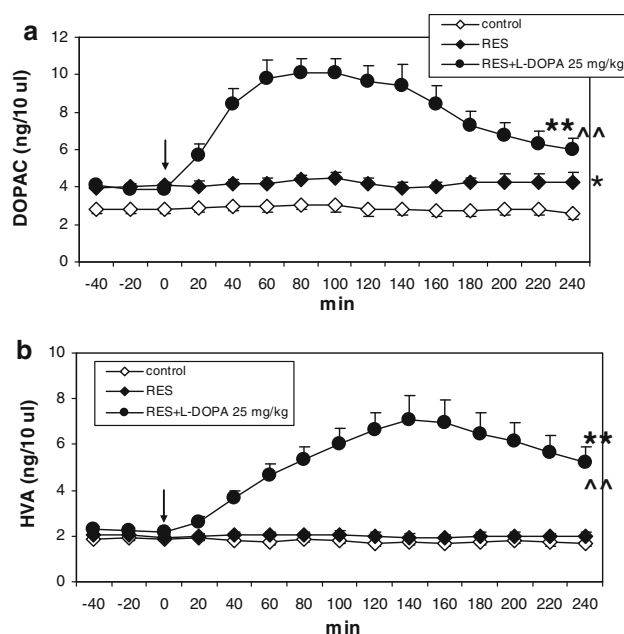 a
12
control
RES
RES+L-DOPA 25 mg/kg
10
8
6
4
2
0
DOPAC (ng/10 ul)
**^^
*
-40 -20 0 20 40 60 80 100 120 140 160 180 200 220 240
min
b
10
control
RES
RES+L-DOPA 25 mg/kg
8
6
4
2
0
HVA (ng/10 ul)
**
^^
-40 -20 0 20 40 60 80 100 120 140 160 180 200 220 240
min